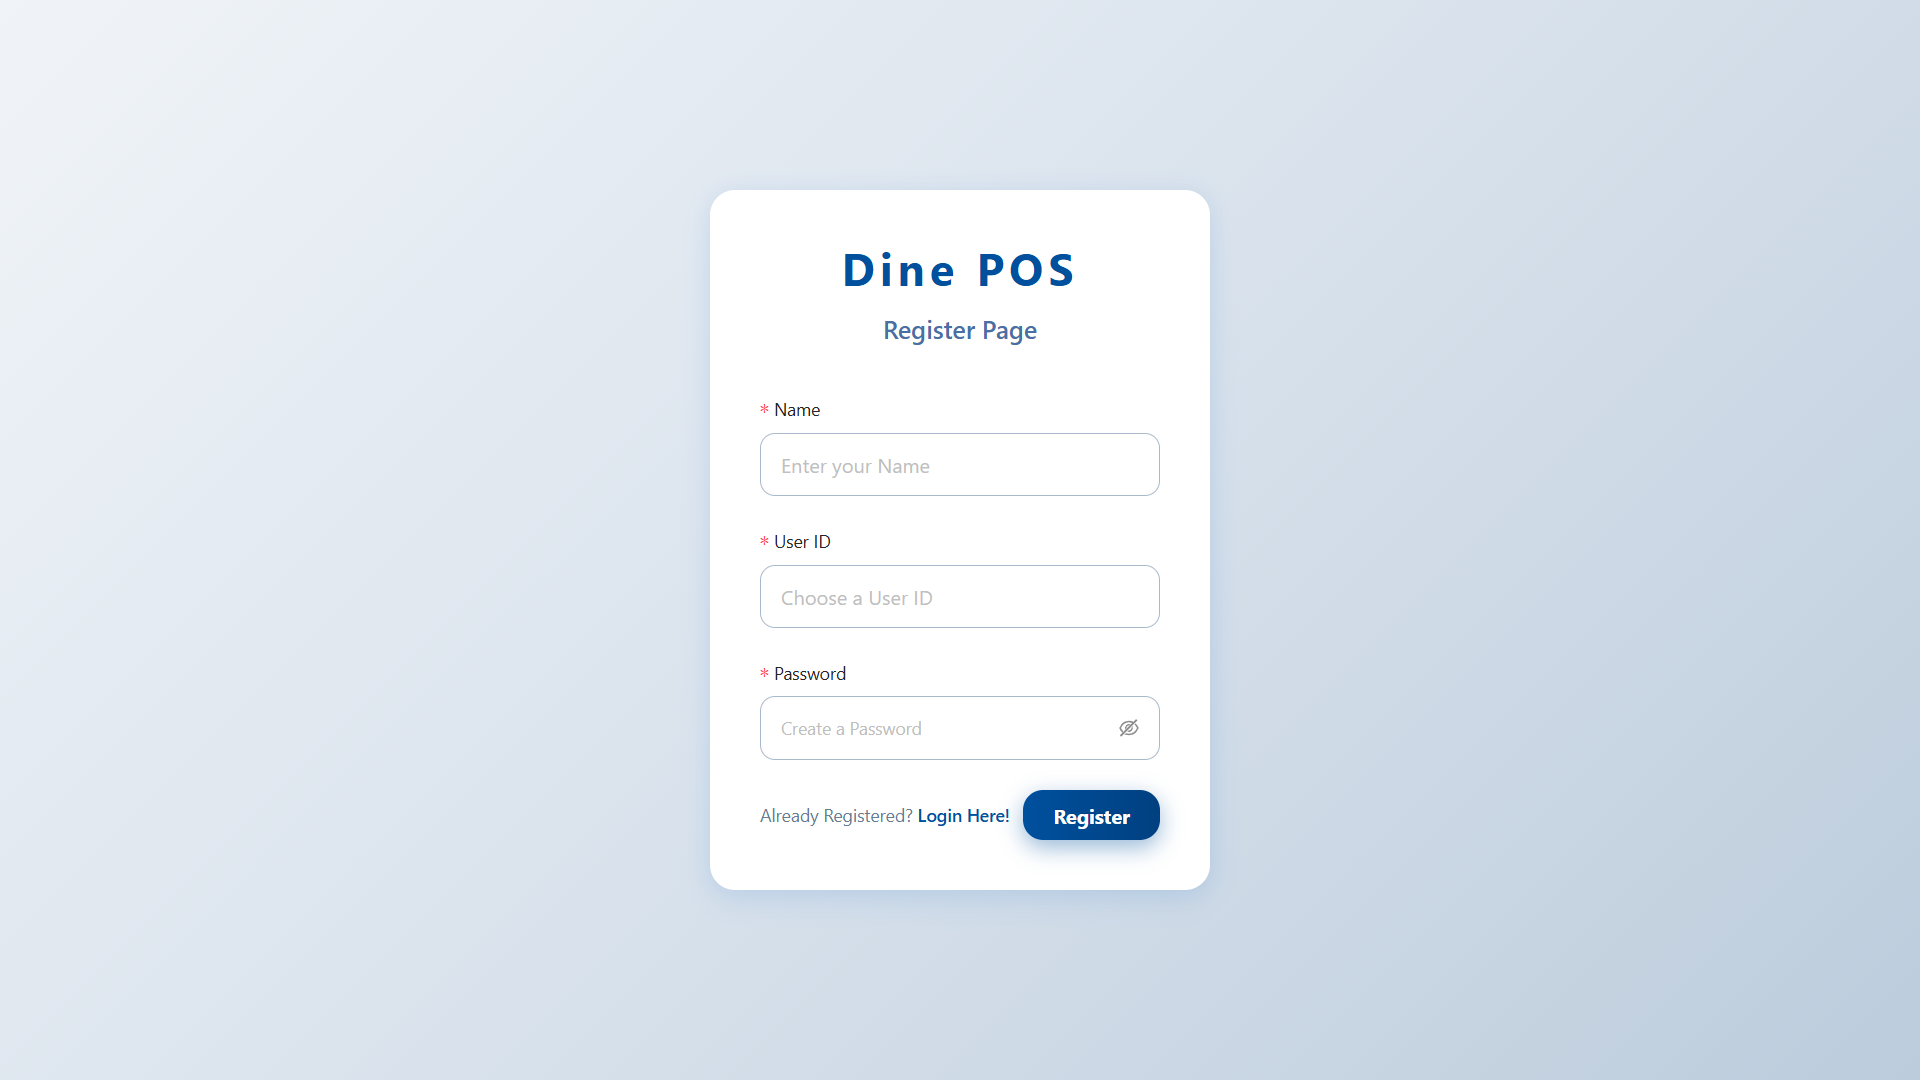 Dine POS
Register Page
* Name
Enter your Name
* User ID
Choose a User ID
* Password
Create a Password
Already Registered? Login Here! Register